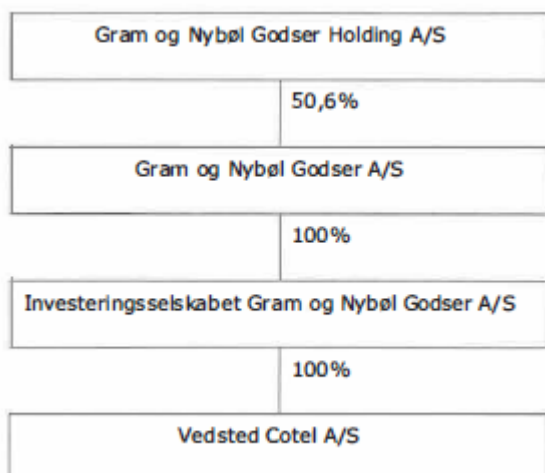 Gram og Nybøl Godser Holding A/S
50,6%
Gram og Nybøl Godser A/S
100%
Investeringsselskabet Gram og Nybøl Godser A/S
100%
Vedsted Cotel A/S